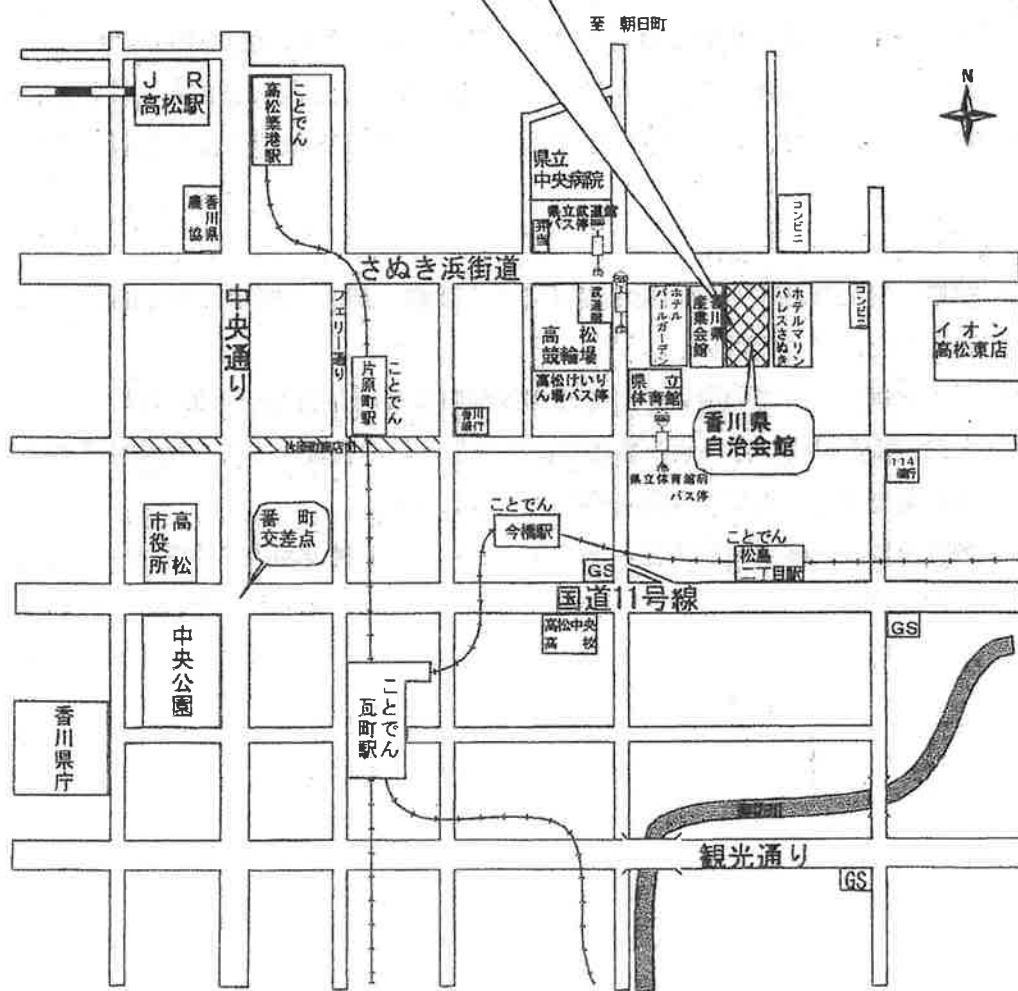 至 朝日町
N
JR
高松駅
ことでん
高松築港駅
県立
中央病院
香川県
農協
県立武道館
バス停
弁当
コンビニ
さぬき浜街道
中央通り
フェリー通り
武道館
ホテル
パールガーデン
香川県
産業会館
ホテルマリン
パレスさぬき
コンビニ
イオン
高松東店
高松
競輪場
ことでん
片原町駅
高松けいり
ん場バス停
県立
体育館
香川
銀行
香川県
自治会館
片原町商店街
県立体育館前
バス停
114
銀行
高松
市役所
番町
交差点
ことでん
今橋駅
ことでん
松島
二丁目駅
GS
国道11号線
高松中央
高校
GS
中央公園
ことでん
瓦町駅
香川県庁
観光通り
GS